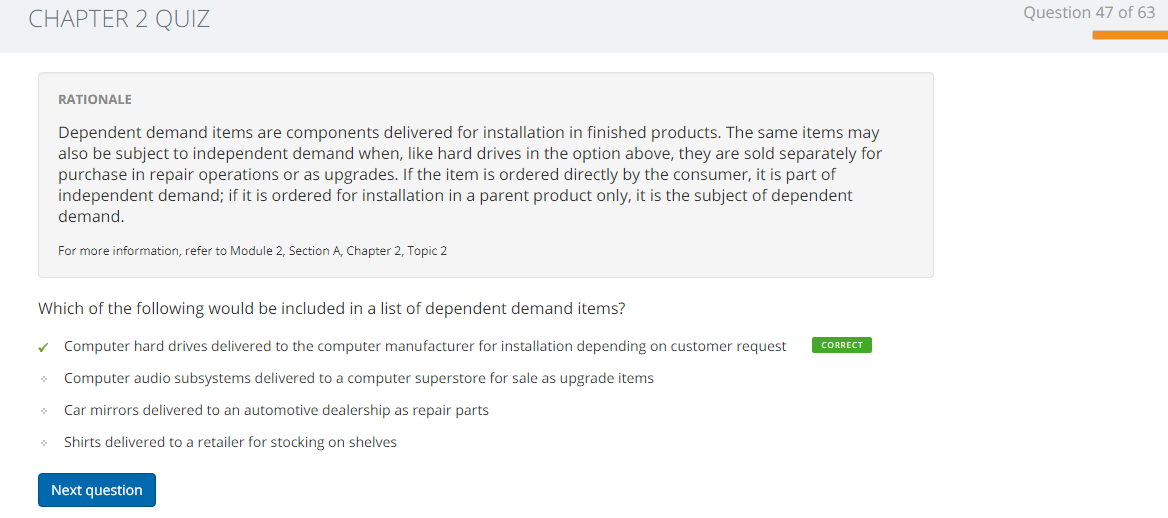 CHAPTER 2 QUIZ
Question 47 of 63
RATIONALE
Dependent demand items are components delivered for installation in finished products. The same items may
also be subject to independent demand when, like hard drives in the option above, they are sold separately for
purchase in repair operations or as upgrades. If the item is ordered directly by the consumer, it is part of
independent demand; if it is ordered for installation in a parent product only, it is the subject of dependent
demand.
For more information, refer to Module 2, Section A, Chapter 2, Topic 2
Which of the following would be included in a list of dependent demand items?
Computer hard drives delivered to the computer manufacturer for installation depending on customer request
CORRECT
Computer audio subsystems delivered to a computer superstore for sale as upgrade items
Car mirrors delivered to an automotive dealership as repair parts
Shirts delivered to a retailer for stocking on shelves
Next question